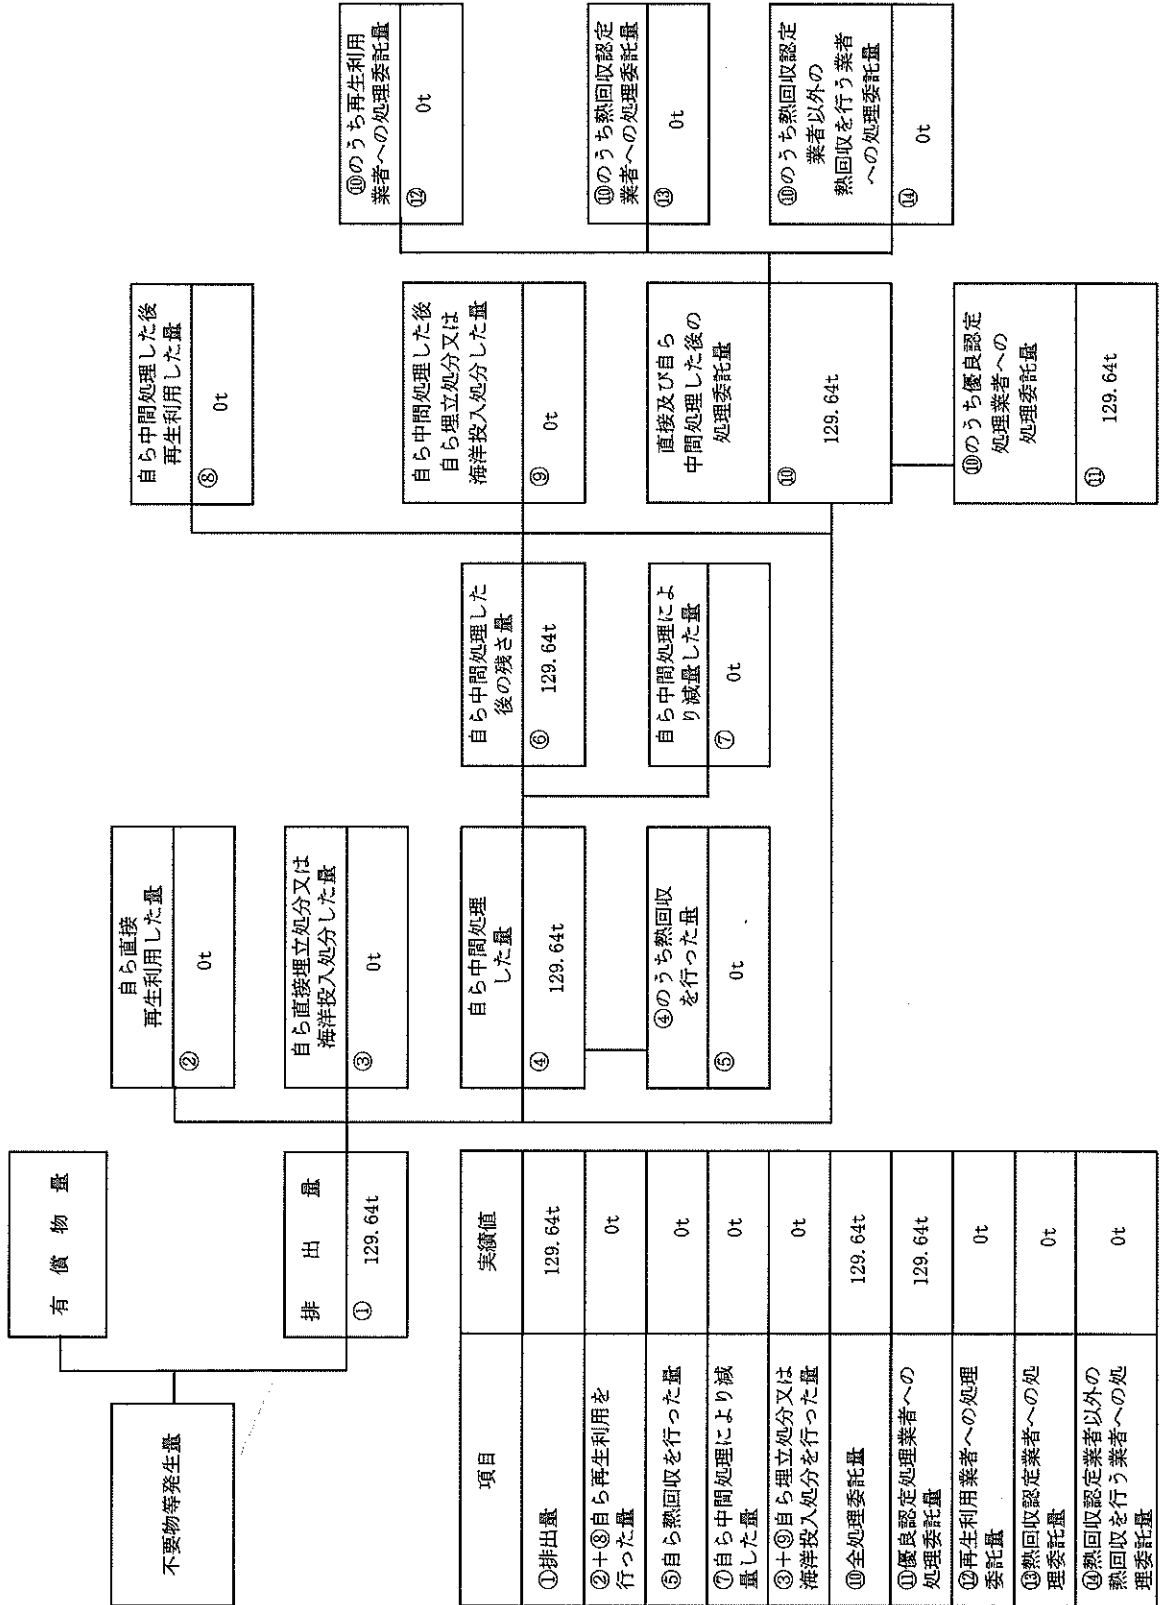 不要物等発生量
有償物量
排出量
① 129.64t
自ら直接
再生利用した量
② 0t
自ら直接埋立処分又は
海洋投入処分した量
③ 0t
自ら中間処理
した量
④ 129.64t
④のうち熱回収
を行った量
⑤ 0t
自ら中間処理した
後の残さ量
⑥ 129.64t
自ら中間処理によ
り減量した量
⑦ 0t
自ら中間処理した後
再生利用した量
⑧ 0t
自ら中間処理した後
自ら埋立処分又は
海洋投入処分した量
⑨ 0t
直接及び自ら
中間処理した後の
処理委託量
⑩ 129.64t
⑩のうち優良認定
処理業者への
処理委託量
⑪ 129.64t
⑩のうち再生利用
業者への処理委託量
⑫ 0t
⑩のうち熱回収認定
業者への処理委託量
⑬ 0t
⑩のうち熱回収認定
業者以外の
熱回収を行う業者
への処理委託量
⑭ 0t
項目 実績値
①排出量 129.64t
②+⑧自ら再生利用を
行った量 0t
⑤自ら熱回収を行った量 0t
⑦自ら中間処理により減
量した量 0t
③+⑨自ら埋立処分又は
海洋投入処分を行った量 0t
⑩全処理委託量 129.64t
⑪優良認定処理業者への
処理委託量 129.64t
⑫再生利用業者への処理
委託量 0t
⑬熱回収認定業者への処
理委託量 0t
⑭熱回収認定業者以外の
熱回収を行う業者への処
理委託量 0t